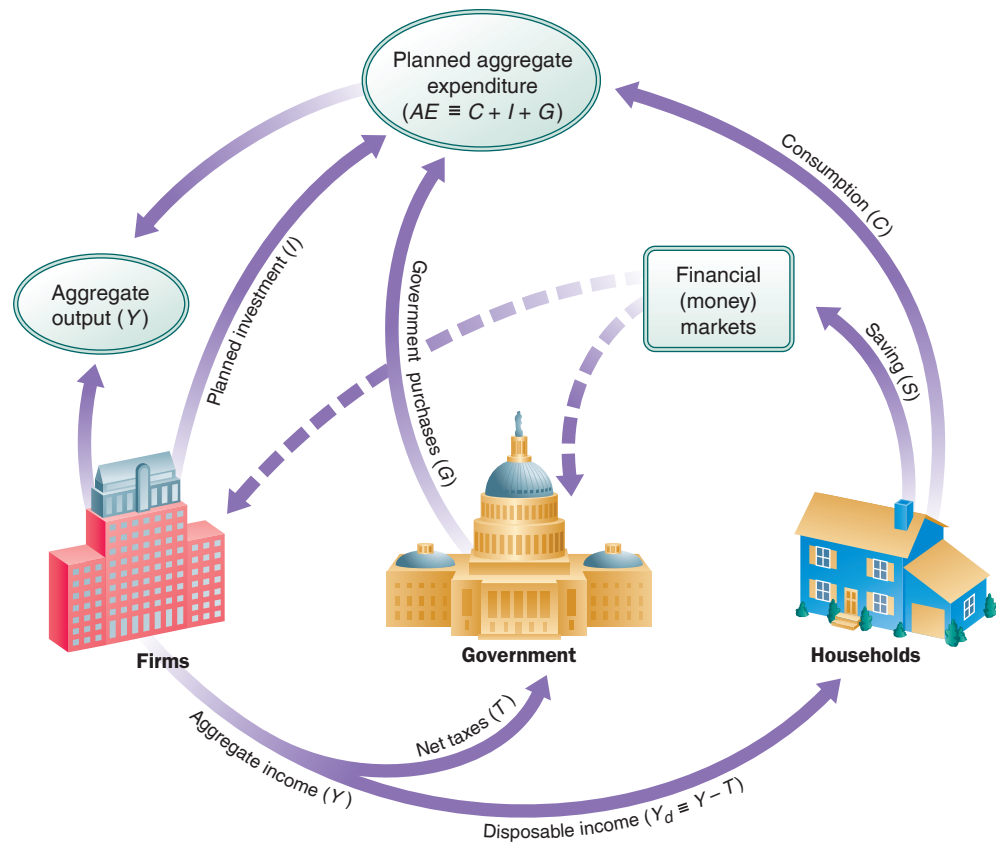 Planned aggregate
expenditure
(AE ≡ C + I + G)
Consumption (C)
Aggregate
output (Y)
Planned investment (I)
Government purchases (G)
Financial
(money)
markets
Saving (S)
Firms
Government
Households
Aggregate income (Y)
Net taxes (T)
Disposable income (Y_d ≡ Y − T)